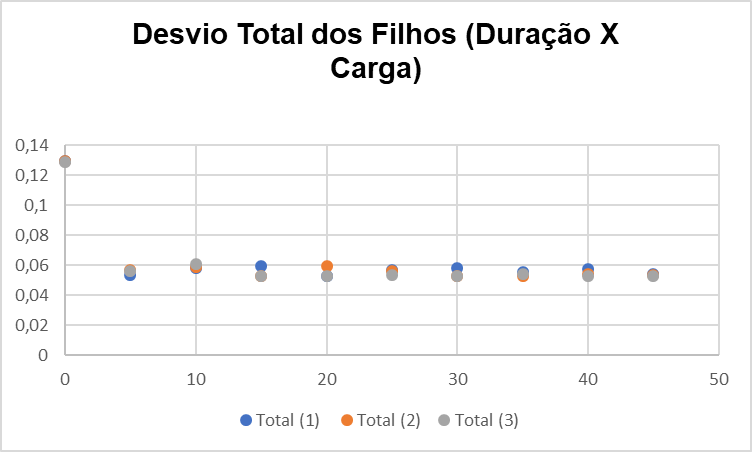 Desvio Total dos Filhos (Duração X
Carga)
0,14
0,12
0,1
0,08
0,06
0,04
0,02
0
0 10 20 30 40 50
Total (1) Total (2) Total (3)